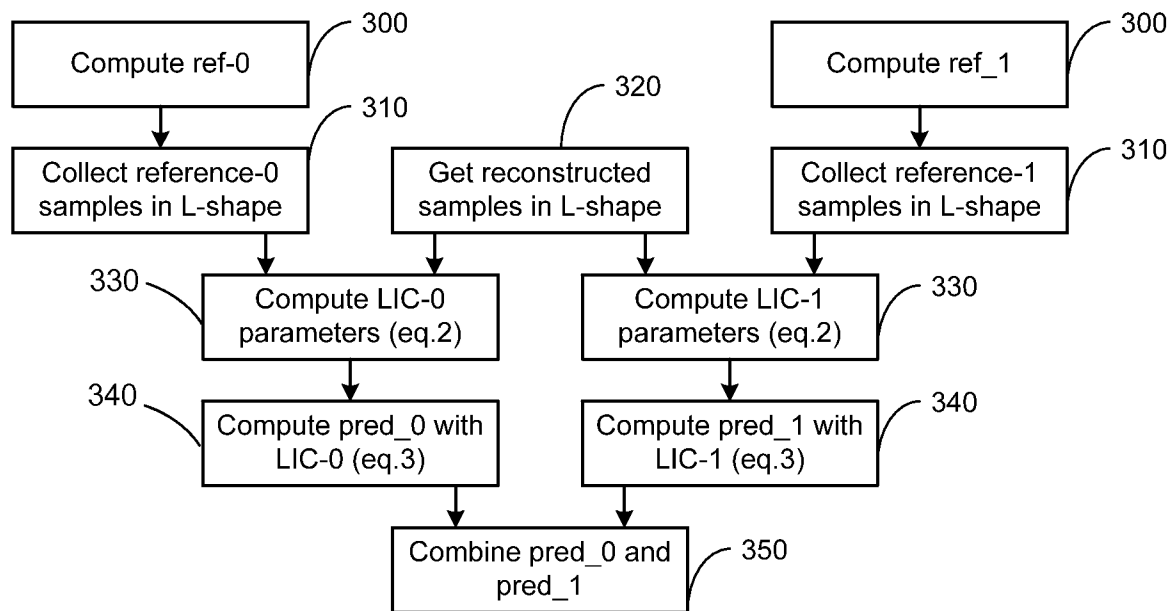 300
Compute ref-0
300
Compute ref_1
320
310
Collect reference-0
samples in L-shape
Get reconstructed
samples in L-shape
310
Collect reference-1
samples in L-shape
330
Compute LIC-0
parameters (eq.2)
Compute LIC-1
parameters (eq.2)
330
340
Compute pred_0 with
LIC-0 (eq.3)
Compute pred_1 with
LIC-1 (eq.3)
340
Combine pred_0 and
pred_1
350